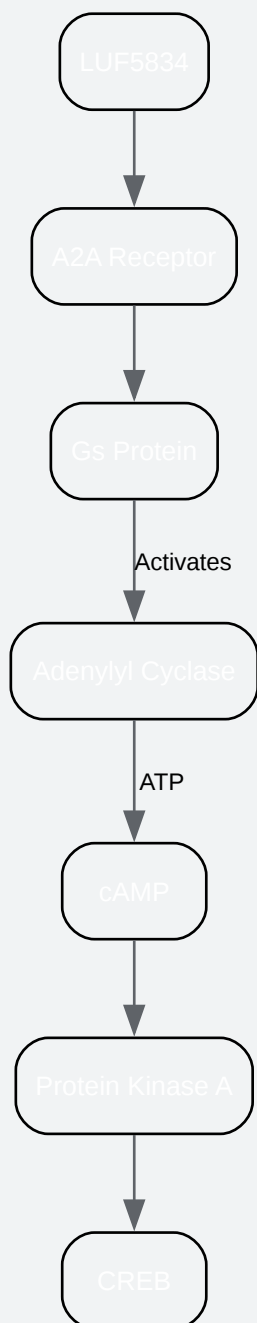 LUF5834
A2A Receptor
Gs Protein
Activates
Adenylyl Cyclase
ATP
cAMP
Protein Kinase A
CREB